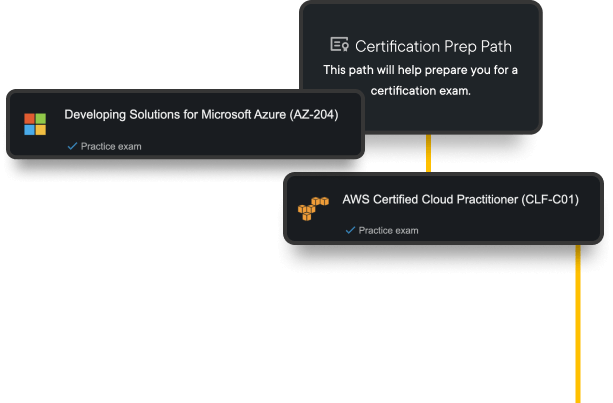 Certification Prep Path
This path will help prepare you for a
certification exam.
Developing Solutions for Microsoft Azure (AZ-204)
Practice exam
AWS Certified Cloud Practitioner (CLF-C01)
Practice exam